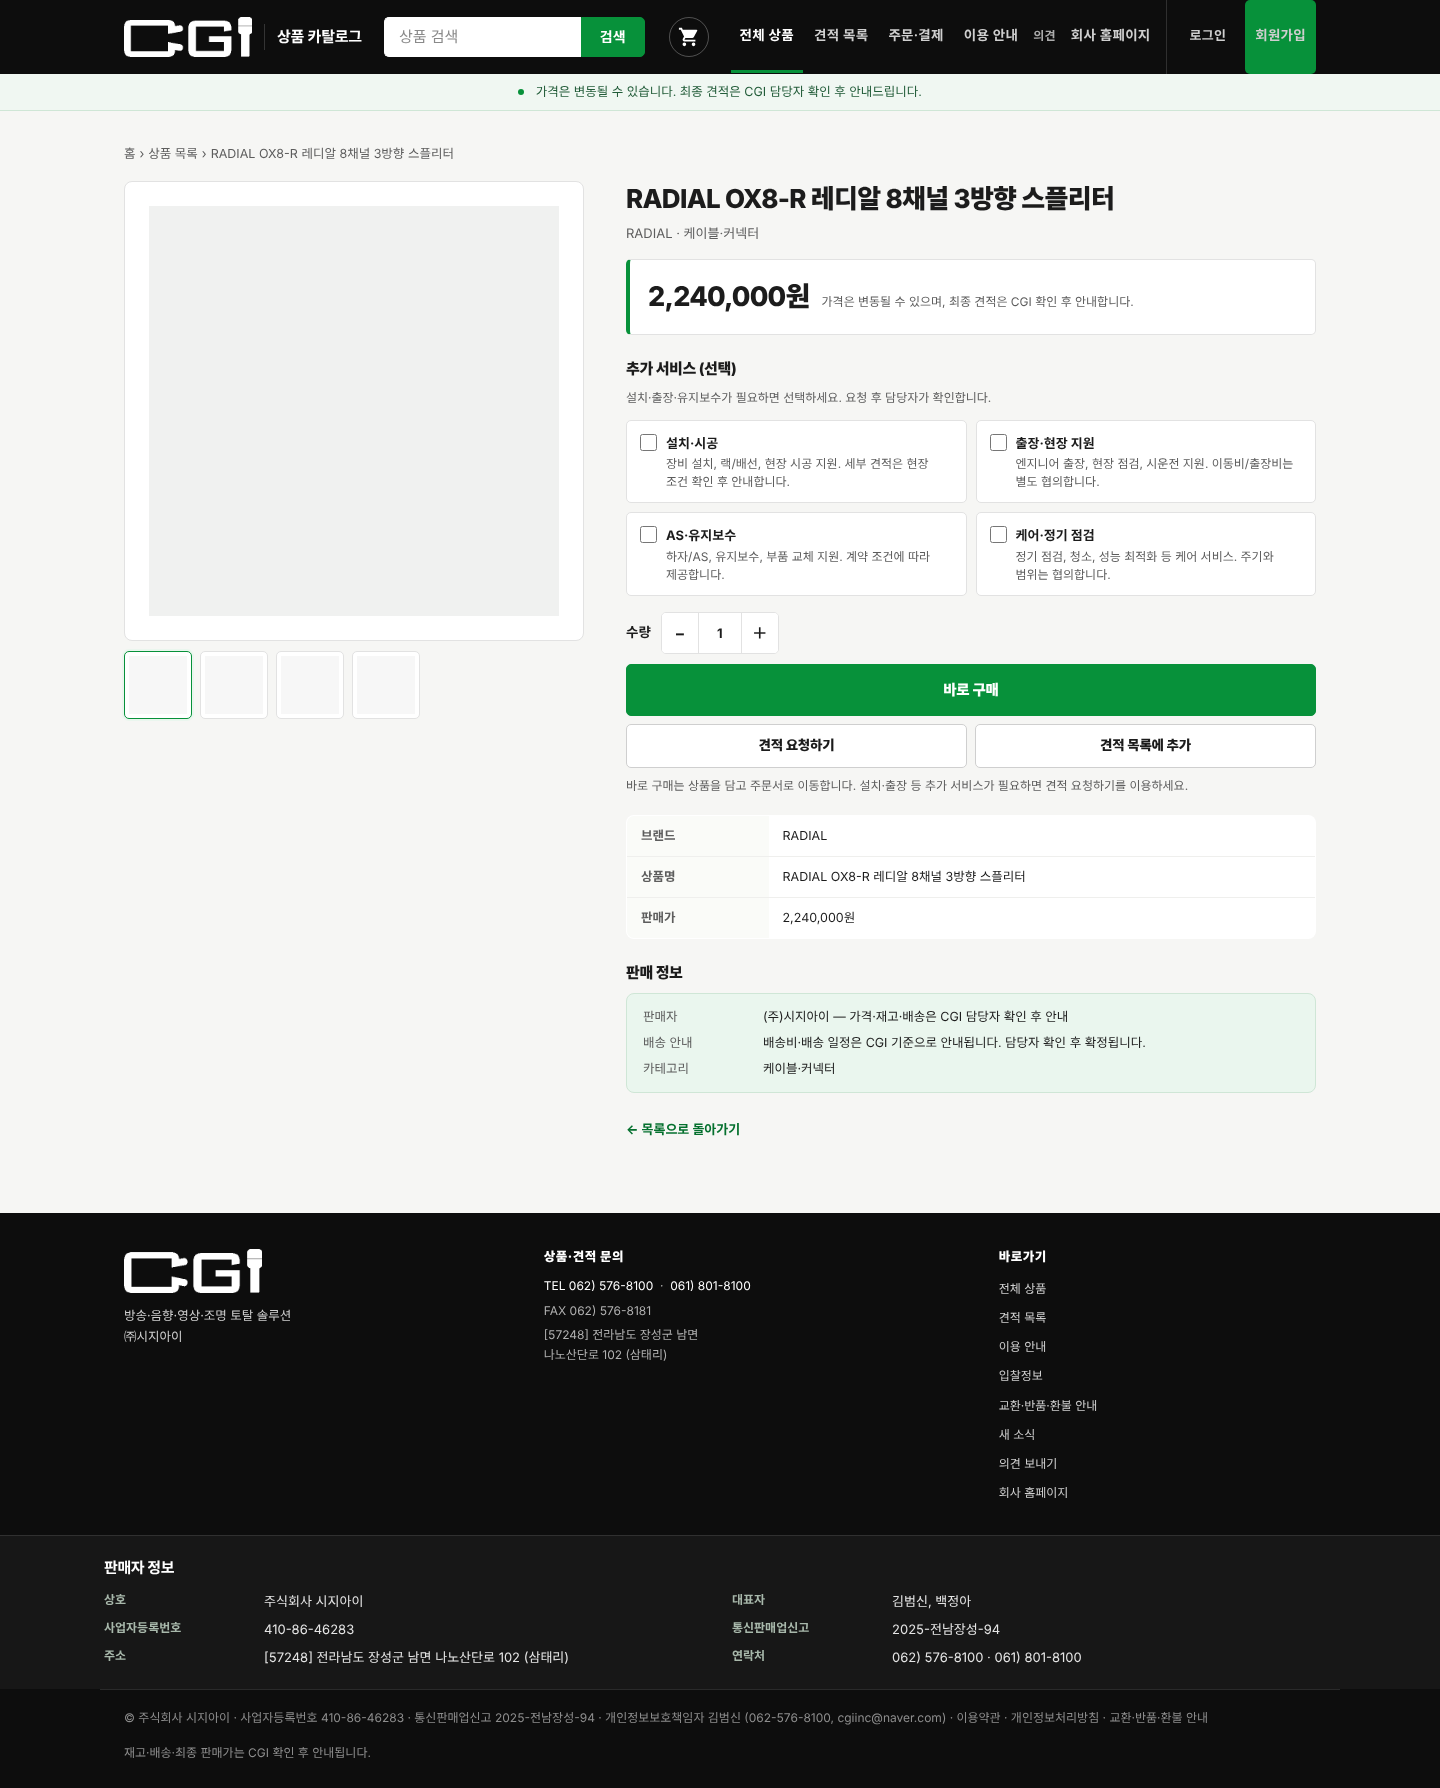 CGI
상품 카탈로그
상품 검색
검색
전체 상품
견적 목록
주문·결제
이용 안내
의견
회사 홈페이지
로그인
회원가입
가격은 변동될 수 있습니다. 최종 견적은 CGI 담당자 확인 후 안내드립니다.
홈 › 상품 목록 › RADIAL OX8-R 레디알 8채널 3방향 스플리터
RADIAL OX8-R 레디알 8채널 3방향 스플리터
RADIAL · 케이블·커넥터
2,240,000원 가격은 변동될 수 있으며, 최종 견적은 CGI 확인 후 안내합니다.
추가 서비스 (선택)
설치·출장·유지보수가 필요하면 선택하세요. 요청 후 담당자가 확인합니다.
설치·시공
장비 설치, 랙/배선, 현장 시공 지원. 세부 견적은 현장
조건 확인 후 안내합니다.
출장·현장 지원
엔지니어 출장, 현장 점검, 시운전 지원. 이동비/출장비는
별도 협의합니다.
AS·유지보수
하자/AS, 유지보수, 부품 교체 지원. 계약 조건에 따라
제공합니다.
케어·정기 점검
정기 점검, 청소, 성능 최적화 등 케어 서비스. 주기와
범위는 협의합니다.
수량 − 1 +
바로 구매
견적 요청하기
견적 목록에 추가
바로 구매는 상품을 담고 주문서로 이동합니다. 설치·출장 등 추가 서비스가 필요하면 견적 요청하기를 이용하세요.
브랜드 RADIAL
상품명 RADIAL OX8-R 레디알 8채널 3방향 스플리터
판매가 2,240,000원
판매 정보
판매자 (주)시지아이 — 가격·재고·배송은 CGI 담당자 확인 후 안내
배송 안내 배송비·배송 일정은 CGI 기준으로 안내됩니다. 담당자 확인 후 확정됩니다.
카테고리 케이블·커넥터
← 목록으로 돌아가기
CGI
방송·음향·영상·조명 토탈 솔루션
㈜시지아이
상품·견적 문의
TEL 062) 576-8100 · 061) 801-8100
FAX 062) 576-8181
[57248] 전라남도 장성군 남면
나노산단로 102 (삼태리)
바로가기
전체 상품
견적 목록
이용 안내
입찰정보
교환·반품·환불 안내
새 소식
의견 보내기
회사 홈페이지
판매자 정보
상호 주식회사 시지아이
대표자 김범신, 백정아
사업자등록번호 410-86-46283
통신판매업신고 2025-전남장성-94
주소 [57248] 전라남도 장성군 남면 나노산단로 102 (삼태리)
연락처 062) 576-8100 · 061) 801-8100
© 주식회사 시지아이 · 사업자등록번호 410-86-46283 · 통신판매업신고 2025-전남장성-94 · 개인정보보호책임자 김범신 (062-576-8100, cgiinc@naver.com) · 이용약관 · 개인정보처리방침 · 교환·반품·환불 안내
재고·배송·최종 판매가는 CGI 확인 후 안내됩니다.